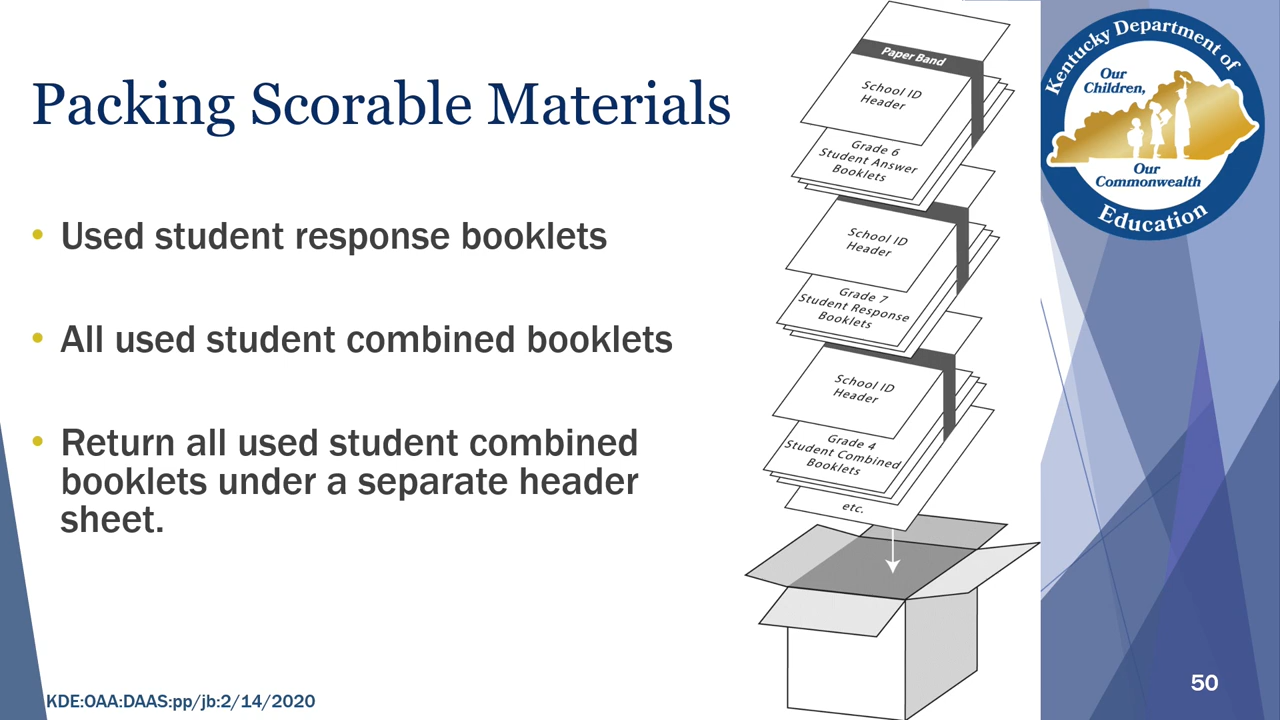 Packing Scorable Materials
• Used student response booklets
• All used student combined booklets
• Return all used student combined
booklets under a separate header
sheet.
KDE:OAA:DAAS:pp/jb:2/14/2020
Paper Band
School ID
Header
Grade 6
Student Answer
Booklets
School ID
Header
Grade 7
Student Response
Booklets
School ID
Header
Grade 4
Student Combined
Booklets
etc.
Kentucky Department of
Education
Our
Children,
Our
Commonwealth
50